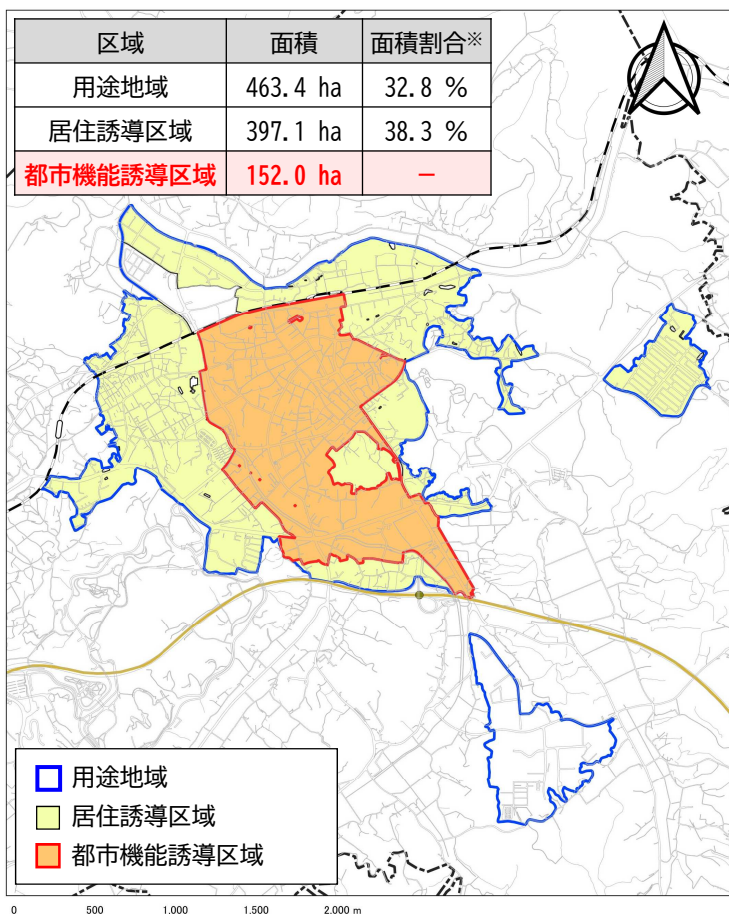 区域 面積 面積割合※
用途地域 463.4 ha 32.8 %
居住誘導区域 397.1 ha 38.3 %
都市機能誘導区域 152.0 ha －
用途地域
居住誘導区域
都市機能誘導区域
0 500 1.000 1.500 2.000 m